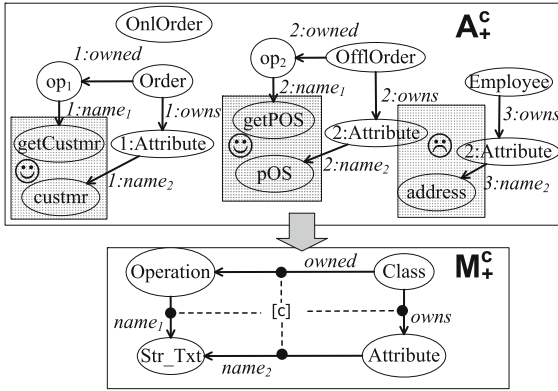 OnlOrder
A₊ᶜ
1:owned
2:owned
op₁
Order
op₂
OfflOrder
Employee
1:name₁
1:owns
2:name₁
2:owns
3:owns
getCustmr
1:Attribute
getPOS
2:Attribute
2:Attribute
custmr
1:name₂
pOS
2:name₂
address
3:name₂
M₊ᶜ
Operation
owned
Class
name₁
[c]
owns
Str_Txt
name₂
Attribute